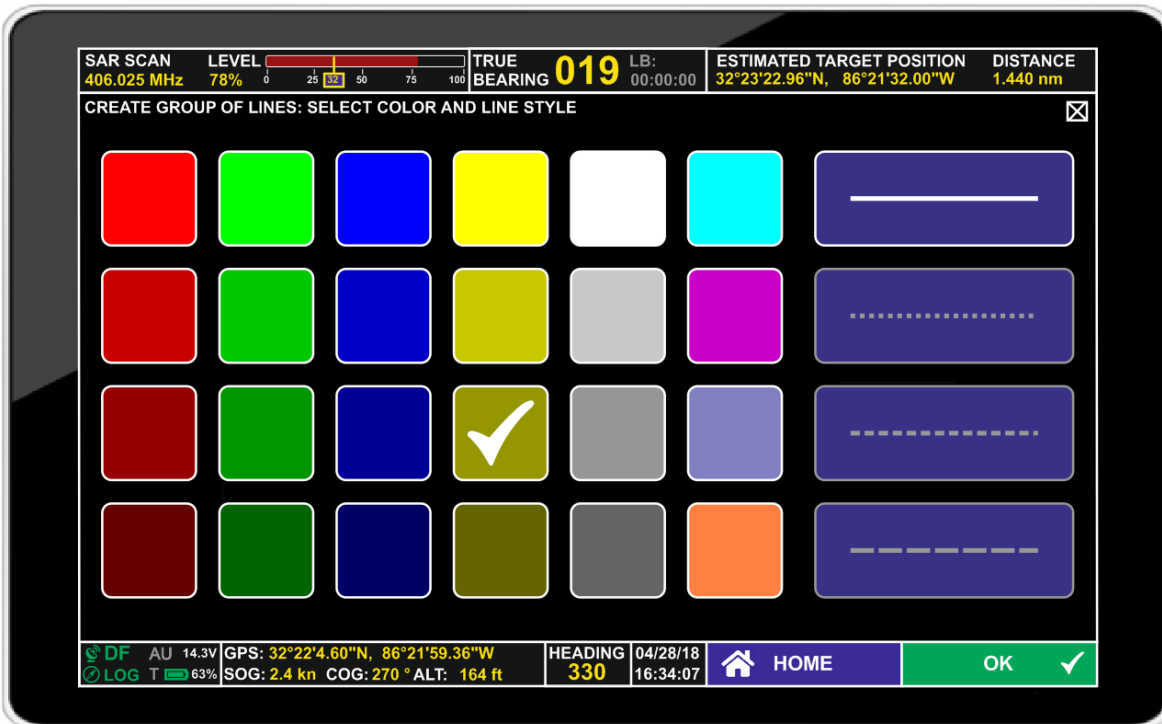 SAR SCAN LEVEL TRUE BEARING 019 LB: ESTIMATED TARGET POSITION DISTANCE
406.025 MHz 78% 0 25 32 50 75 100 00:00:00 32°23'22.96"N, 86°21'32.00"W 1.440 nm
CREATE GROUP OF LINES: SELECT COLOR AND LINE STYLE
DF AU 14.3V GPS: 32°22'4.60"N, 86°21'59.36"W HEADING 04/28/18 HOME OK
LOG T 63% SOG: 2.4 kn COG: 270 ° ALT: 164 ft 330 16:34:07